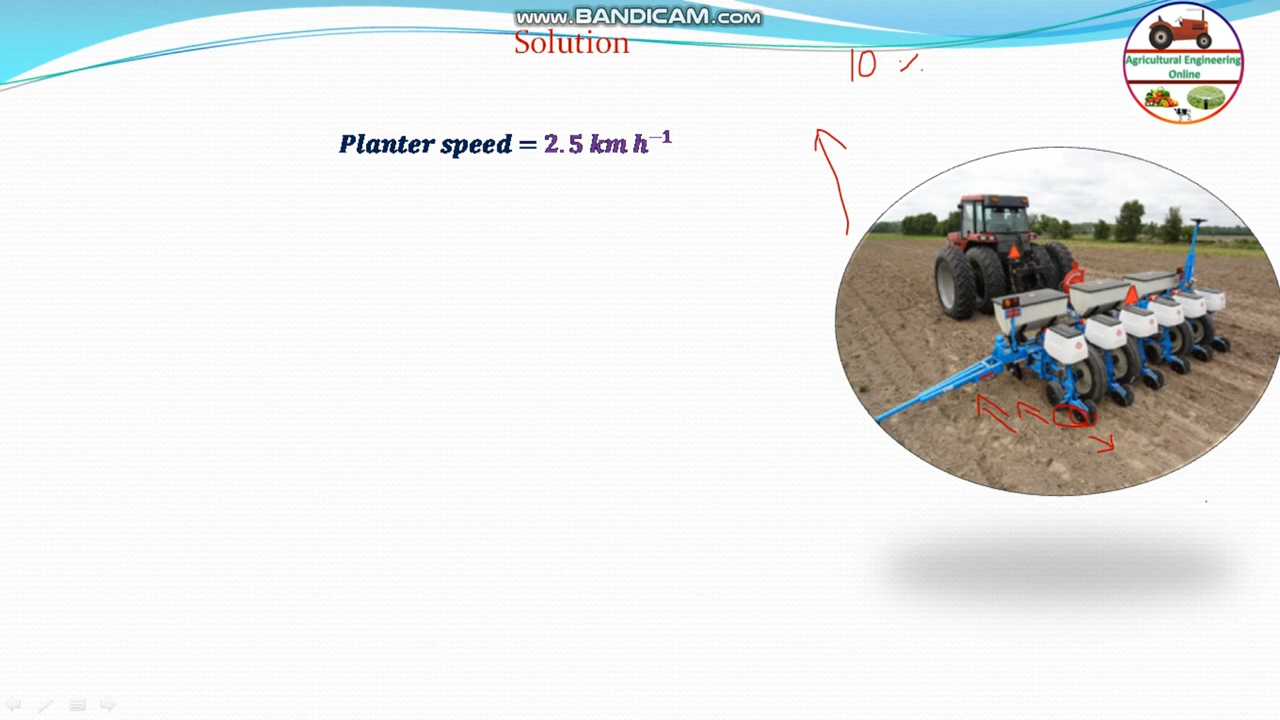 www.BANDICAM.com
Solution
10 %
Agricultural Engineering
Online
Planter speed = 2.5 km h⁻¹